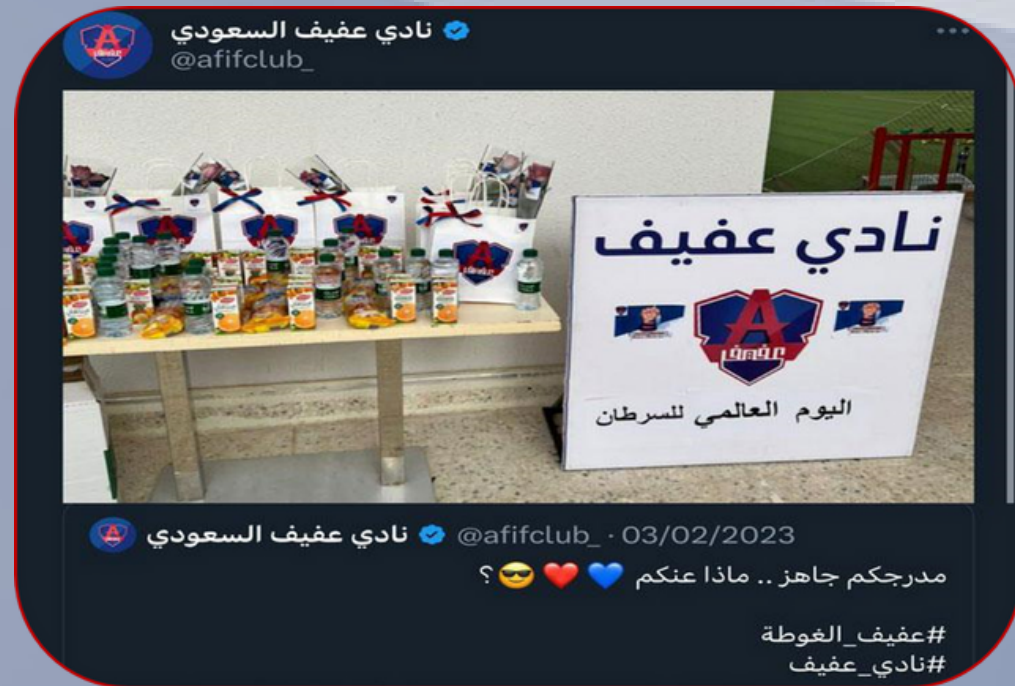 نادي عفيف السعودي
@afifclub_
نادي عفيف
A
عفيف
اليوم العالمي للسرطان
نادي عفيف السعودي @afifclub_ · 03/02/2023
مدرجكم جاهز .. ماذا عنكم 💙 ❤️ 😎 ؟
#عفيف_الغوطة
#نادي_عفيف